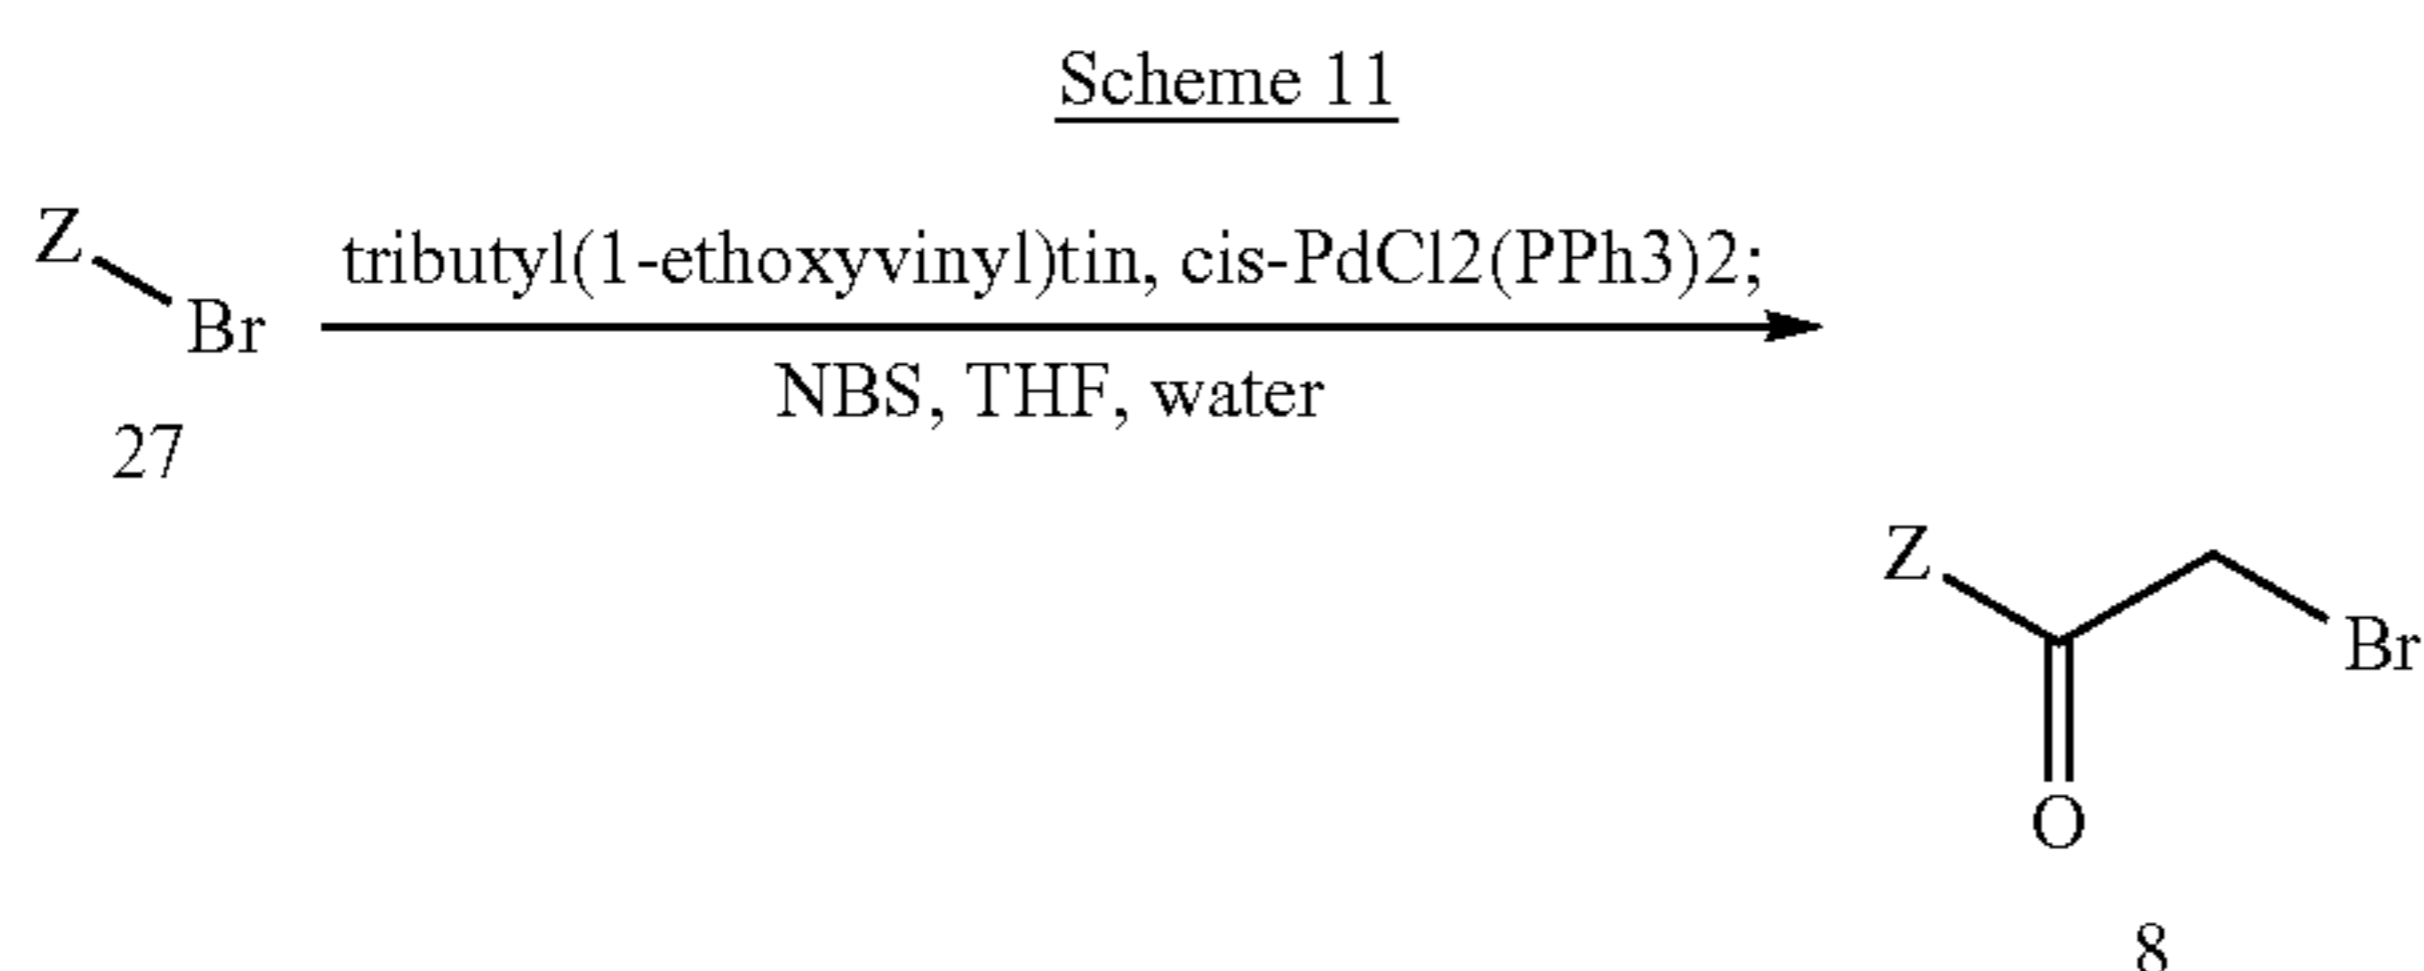 Scheme 11
Z
Br
27
tributyl(1-ethoxyvinyl)tin, cis-PdCl2(PPh3)2;
NBS, THF, water
Z
Br
O
8